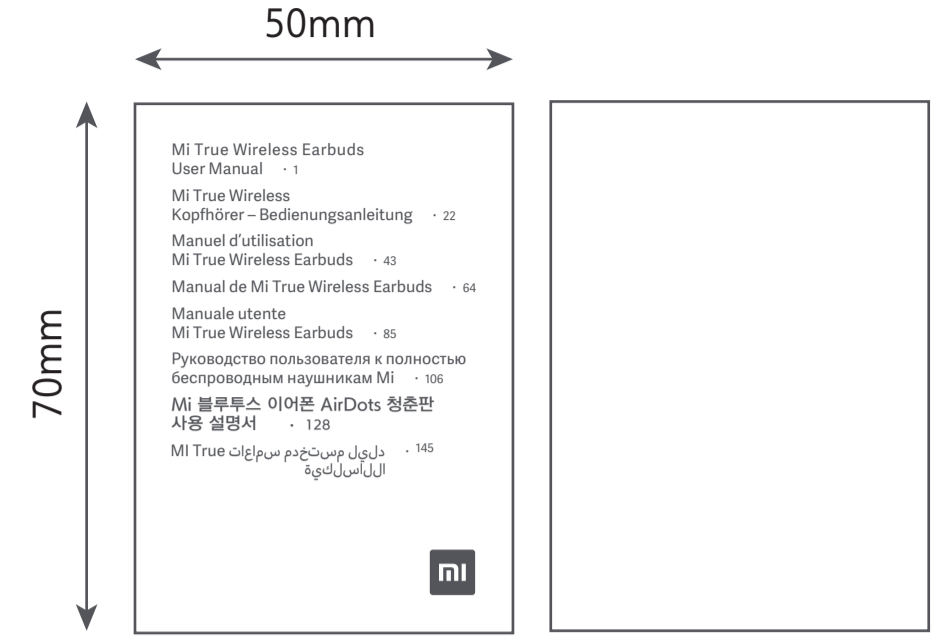 50mm
70mm
Mi True Wireless Earbuds
User Manual · 1
Mi True Wireless
Kopfhörer – Bedienungsanleitung · 22
Manuel d’utilisation
Mi True Wireless Earbuds · 43
Manual de Mi True Wireless Earbuds · 64
Manuale utente
Mi True Wireless Earbuds · 85
Руководство пользователя к полностью
беспроводным наушникам Mi · 106
Mi 블루투스 이어폰 AirDots 청춘판
사용 설명서 · 128
دليل مستخدم سماعات MI True · 145
اللاسلكية
mi